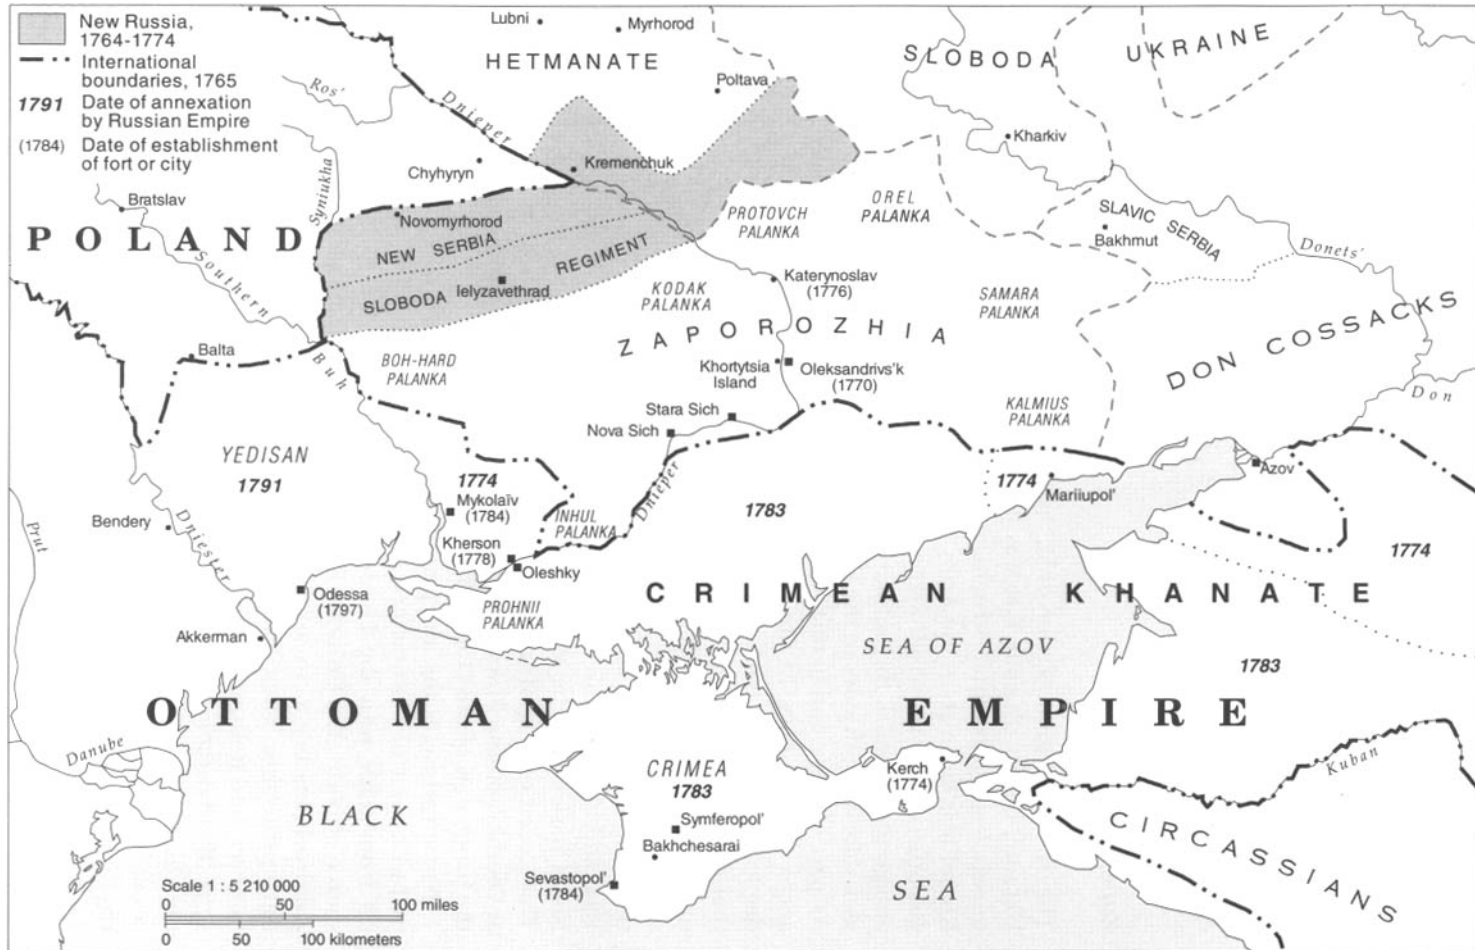 New Russia,
1764-1774
International
boundaries, 1765
1791 Date of annexation
by Russian Empire
(1784) Date of establishment
of fort or city
Lubni
Myrhorod
HETMANATE
Poltava
SLOBODA UKRAINE
Kharkiv
Ros'
Dnieper
Chyhyryn
Kremenchuk
Syniukha
Bratslav
POLAND
Southern Buh
Novomyrhorod
NEW SERBIA
SLOBODA REGIMENT
Ielyzavethrad
PROTOVCH
PALANKA
OREL
PALANKA
SLAVIC SERBIA
Bakhmut
Donets'
KODAK
PALANKA
Katerynoslav
(1776)
SAMARA
PALANKA
ZAPOROZHIA
DON COSSACKS
Balta
BOH-HARD
PALANKA
Khortytsia
Island
Oleksandrivs'k
(1770)
Don
Stara Sich
Nova Sich
KALMIUS
PALANKA
YEDISAN
1791
1774
Mykolaïv
(1784)
INHUL
PALANKA
Dnieper
1783
1774
Mariiupol'
Azov
1774
Prut
Bendery
Dniester
Kherson
(1778)
Oleshky
CRIMEAN KHANATE
Odessa
(1797)
PROHNII
PALANKA
Akkerman
SEA OF AZOV
1783
OTTOMAN EMPIRE
Danube
Kuban
CRIMEA
1783
Kerch
(1774)
BLACK SEA
Symferopol'
Bakhchesarai
CIRCASSIANS
Sevastopol'
(1784)
Scale 1 : 5 210 000
0 50 100 miles
0 50 100 kilometers